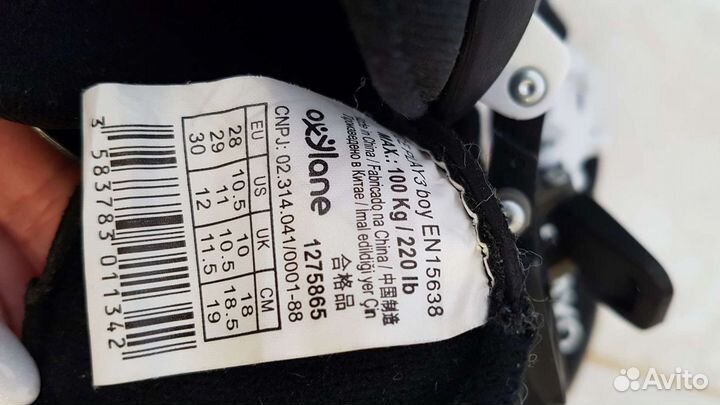 PLAY3 boy EN15638
MAX.: 100 Kg / 220 lb
in China / Fabricado na China / 中国制造
Произведено в Китае / Imal edildiği yer Çin
oxylane 1275865
合格品
CNPJ: 02.314.041/0001-88
EU US UK CM
28 10.5 10 18
29 11 10.5 18.5
30 12 11.5 19
3 583783 011342
Avito